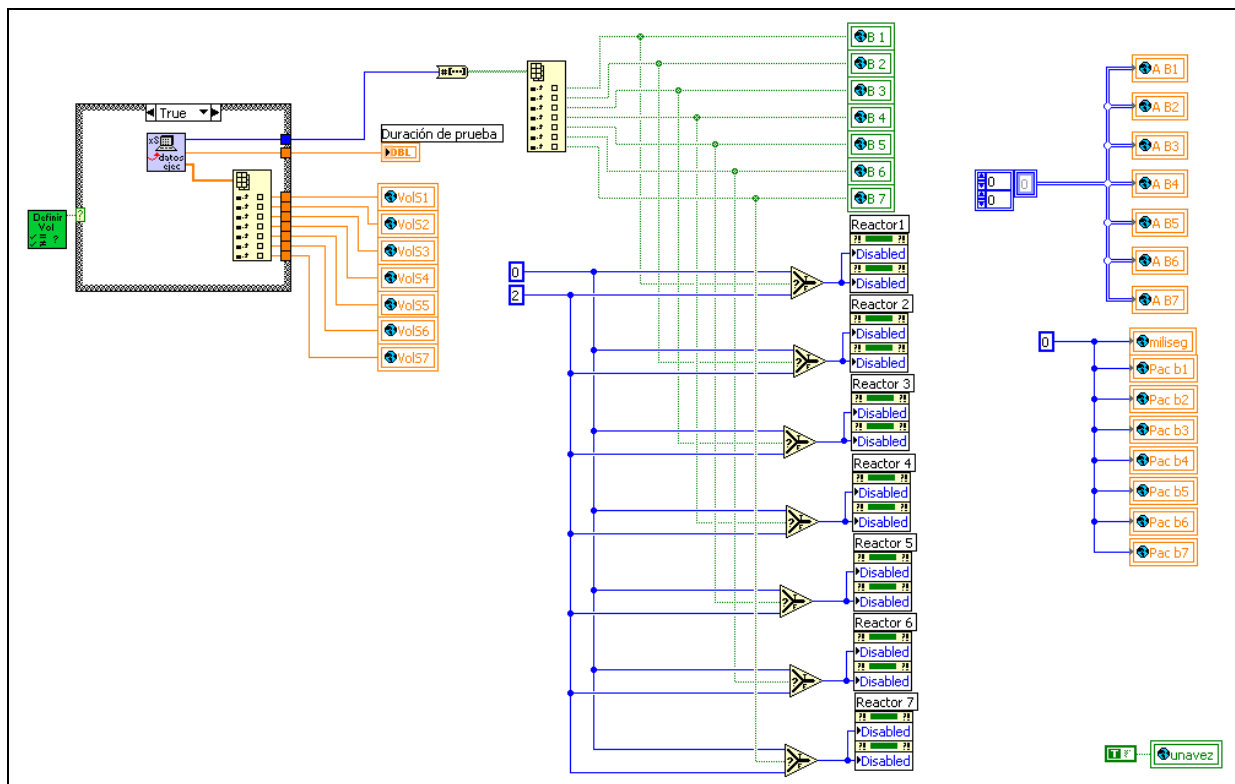 True
xS
datos
ejec
Duración de prueba
DBL
Definir
Vol
?
VolS1
VolS2
VolS3
VolS4
VolS5
VolS6
VolS7
B 1
B 2
B 3
B 4
B 5
B 6
B 7
0
2
Reactor1
Disabled
Disabled
Reactor 2
Disabled
Disabled
Reactor 3
Disabled
Disabled
Reactor 4
Disabled
Disabled
Reactor 5
Disabled
Disabled
Reactor 6
Disabled
Disabled
Reactor 7
Disabled
Disabled
0
0
0
A B1
A B2
A B3
A B4
A B5
A B6
A B7
0
miliseg
Pac b1
Pac b2
Pac b3
Pac b4
Pac b5
Pac b6
Pac b7
T F
unavez